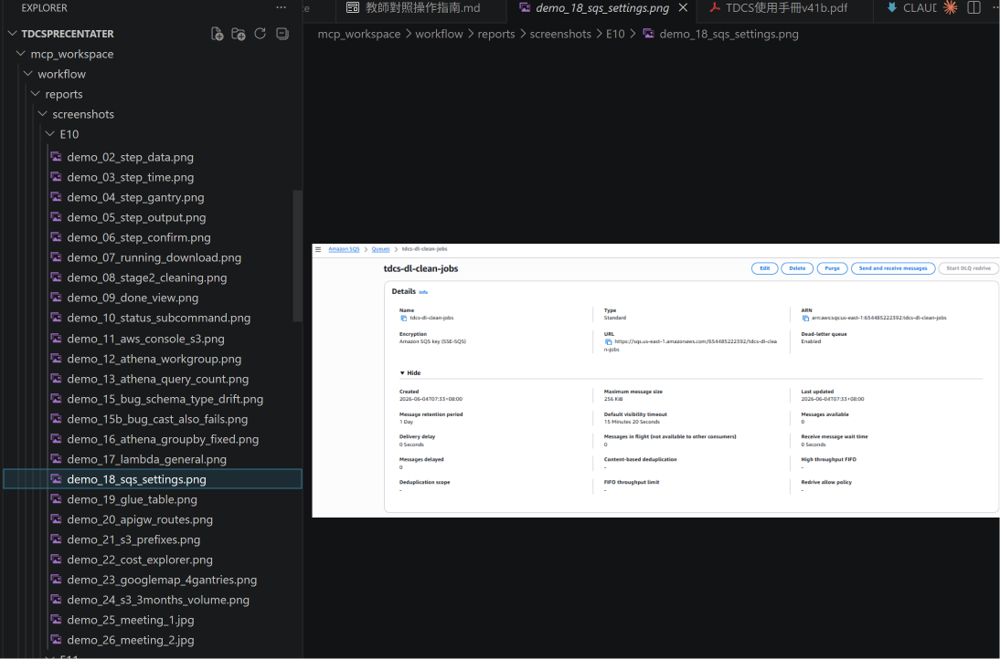 EXPLORER
TDCSPRECENTATER
mcp_workspace
workflow
reports
screenshots
E10
demo_02_step_data.png
demo_03_step_time.png
demo_04_step_gantry.png
demo_05_step_output.png
demo_06_step_confirm.png
demo_07_running_download.png
demo_08_stage2_cleaning.png
demo_09_done_view.png
demo_10_status_subcommand.png
demo_11_aws_console_s3.png
demo_12_athena_workgroup.png
demo_13_athena_query_count.png
demo_15_bug_schema_type_drift.png
demo_15b_bug_cast_also_fails.png
demo_16_athena_groupby_fixed.png
demo_17_lambda_general.png
demo_18_sqs_settings.png
demo_19_glue_table.png
demo_20_apigw_routes.png
demo_21_s3_prefixes.png
demo_22_cost_explorer.png
demo_23_googlemap_4gantries.png
demo_24_s3_3months_volume.png
demo_25_meeting_1.jpg
demo_26_meeting_2.jpg
E11
教師對照操作指南.md
demo_18_sqs_settings.png
TDCS使用手冊v41b.pdf
CLAUI
mcp_workspace > workflow > reports > screenshots > E10 > demo_18_sqs_settings.png
Amazon SQS > Queues > tdcs-dl-clean-jobs
tdcs-dl-clean-jobs
Edit
Delete
Purge
Send and receive messages
Start DLQ redrive
Details Info
Name
tdcs-dl-clean-jobs
Type
Standard
ARN
arn:aws:sqs:us-east-1:654485222392:tdcs-dl-clean-jobs
Encryption
Amazon SQS key (SSE-SQS)
URL
https://sqs.us-east-1.amazonaws.com/654485222392/tdcs-dl-clea
n-jobs
Dead-letter queue
Enabled
Hide
Created
2026-06-04T07:33+08:00
Maximum message size
256 KiB
Last updated
2026-06-04T07:33+08:00
Message retention period
1 Day
Default visibility timeout
15 Minutes 20 Seconds
Messages available
0
Delivery delay
0 Seconds
Messages in flight (not available to other consumers)
0
Receive message wait time
0 Seconds
Messages delayed
0
Content-based deduplication
-
High throughput FIFO
-
Deduplication scope
-
FIFO throughput limit
-
Redrive allow policy
-